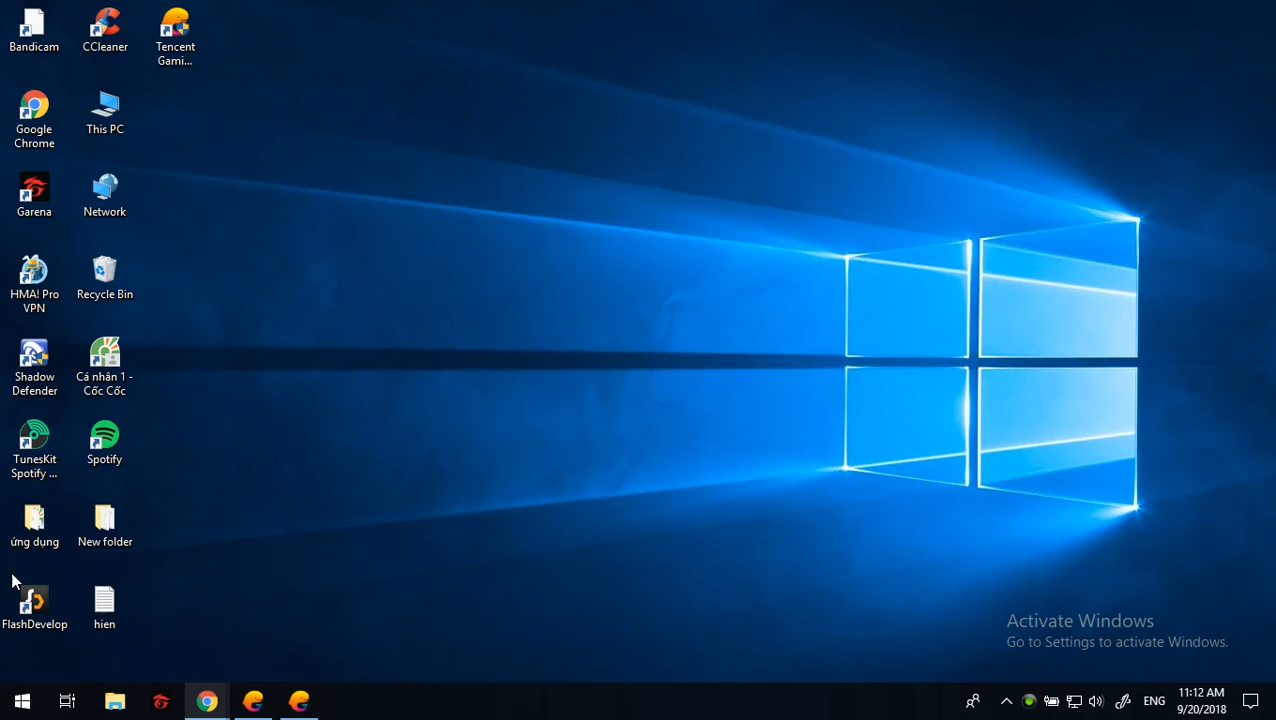 Bandicam
CCleaner
Tencent
Gami...
Google
Chrome
This PC
Garena
Network
HMA! Pro
VPN
Recycle Bin
Shadow
Defender
Cá nhân 1 -
Cốc Cốc
TunesKit
Spotify ...
Spotify
ứng dụng
New folder
FlashDevelop
hien
Activate Windows
Go to Settings to activate Windows.
ENG
11:12 AM
9/20/2018